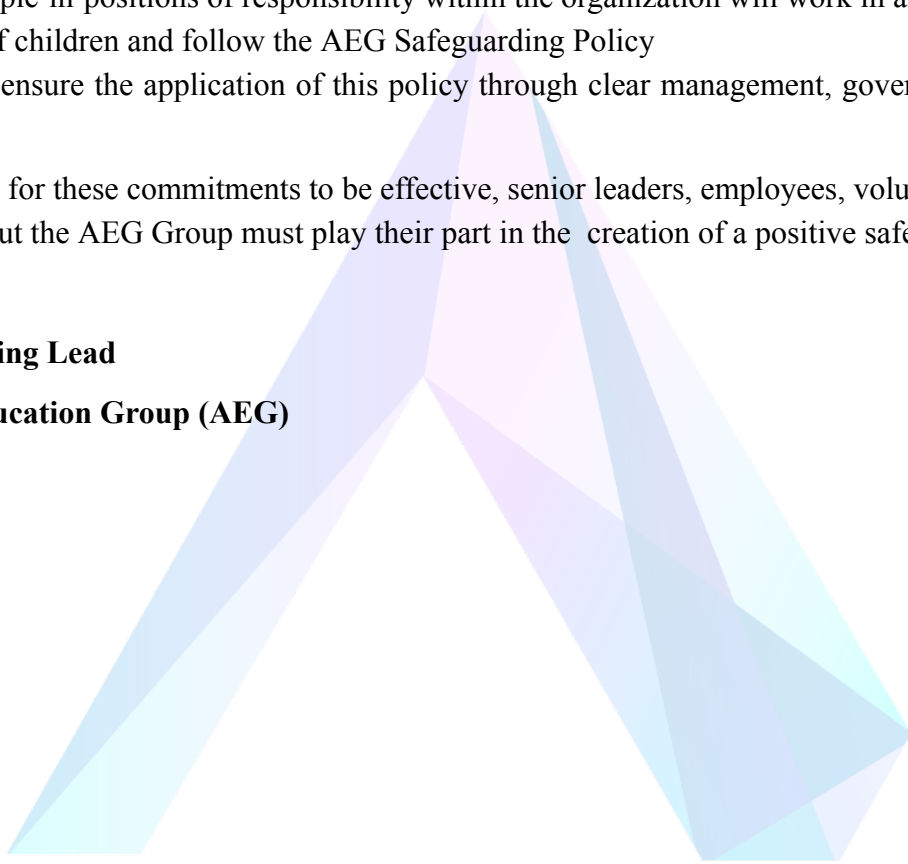 ple in positions of responsibility within the organization will work in a
f children and follow the AEG Safeguarding Policy
ensure the application of this policy through clear management, gover
for these commitments to be effective, senior leaders, employees, volu
ut the AEG Group must play their part in the creation of a positive safe
ing Lead
ucation Group (AEG)